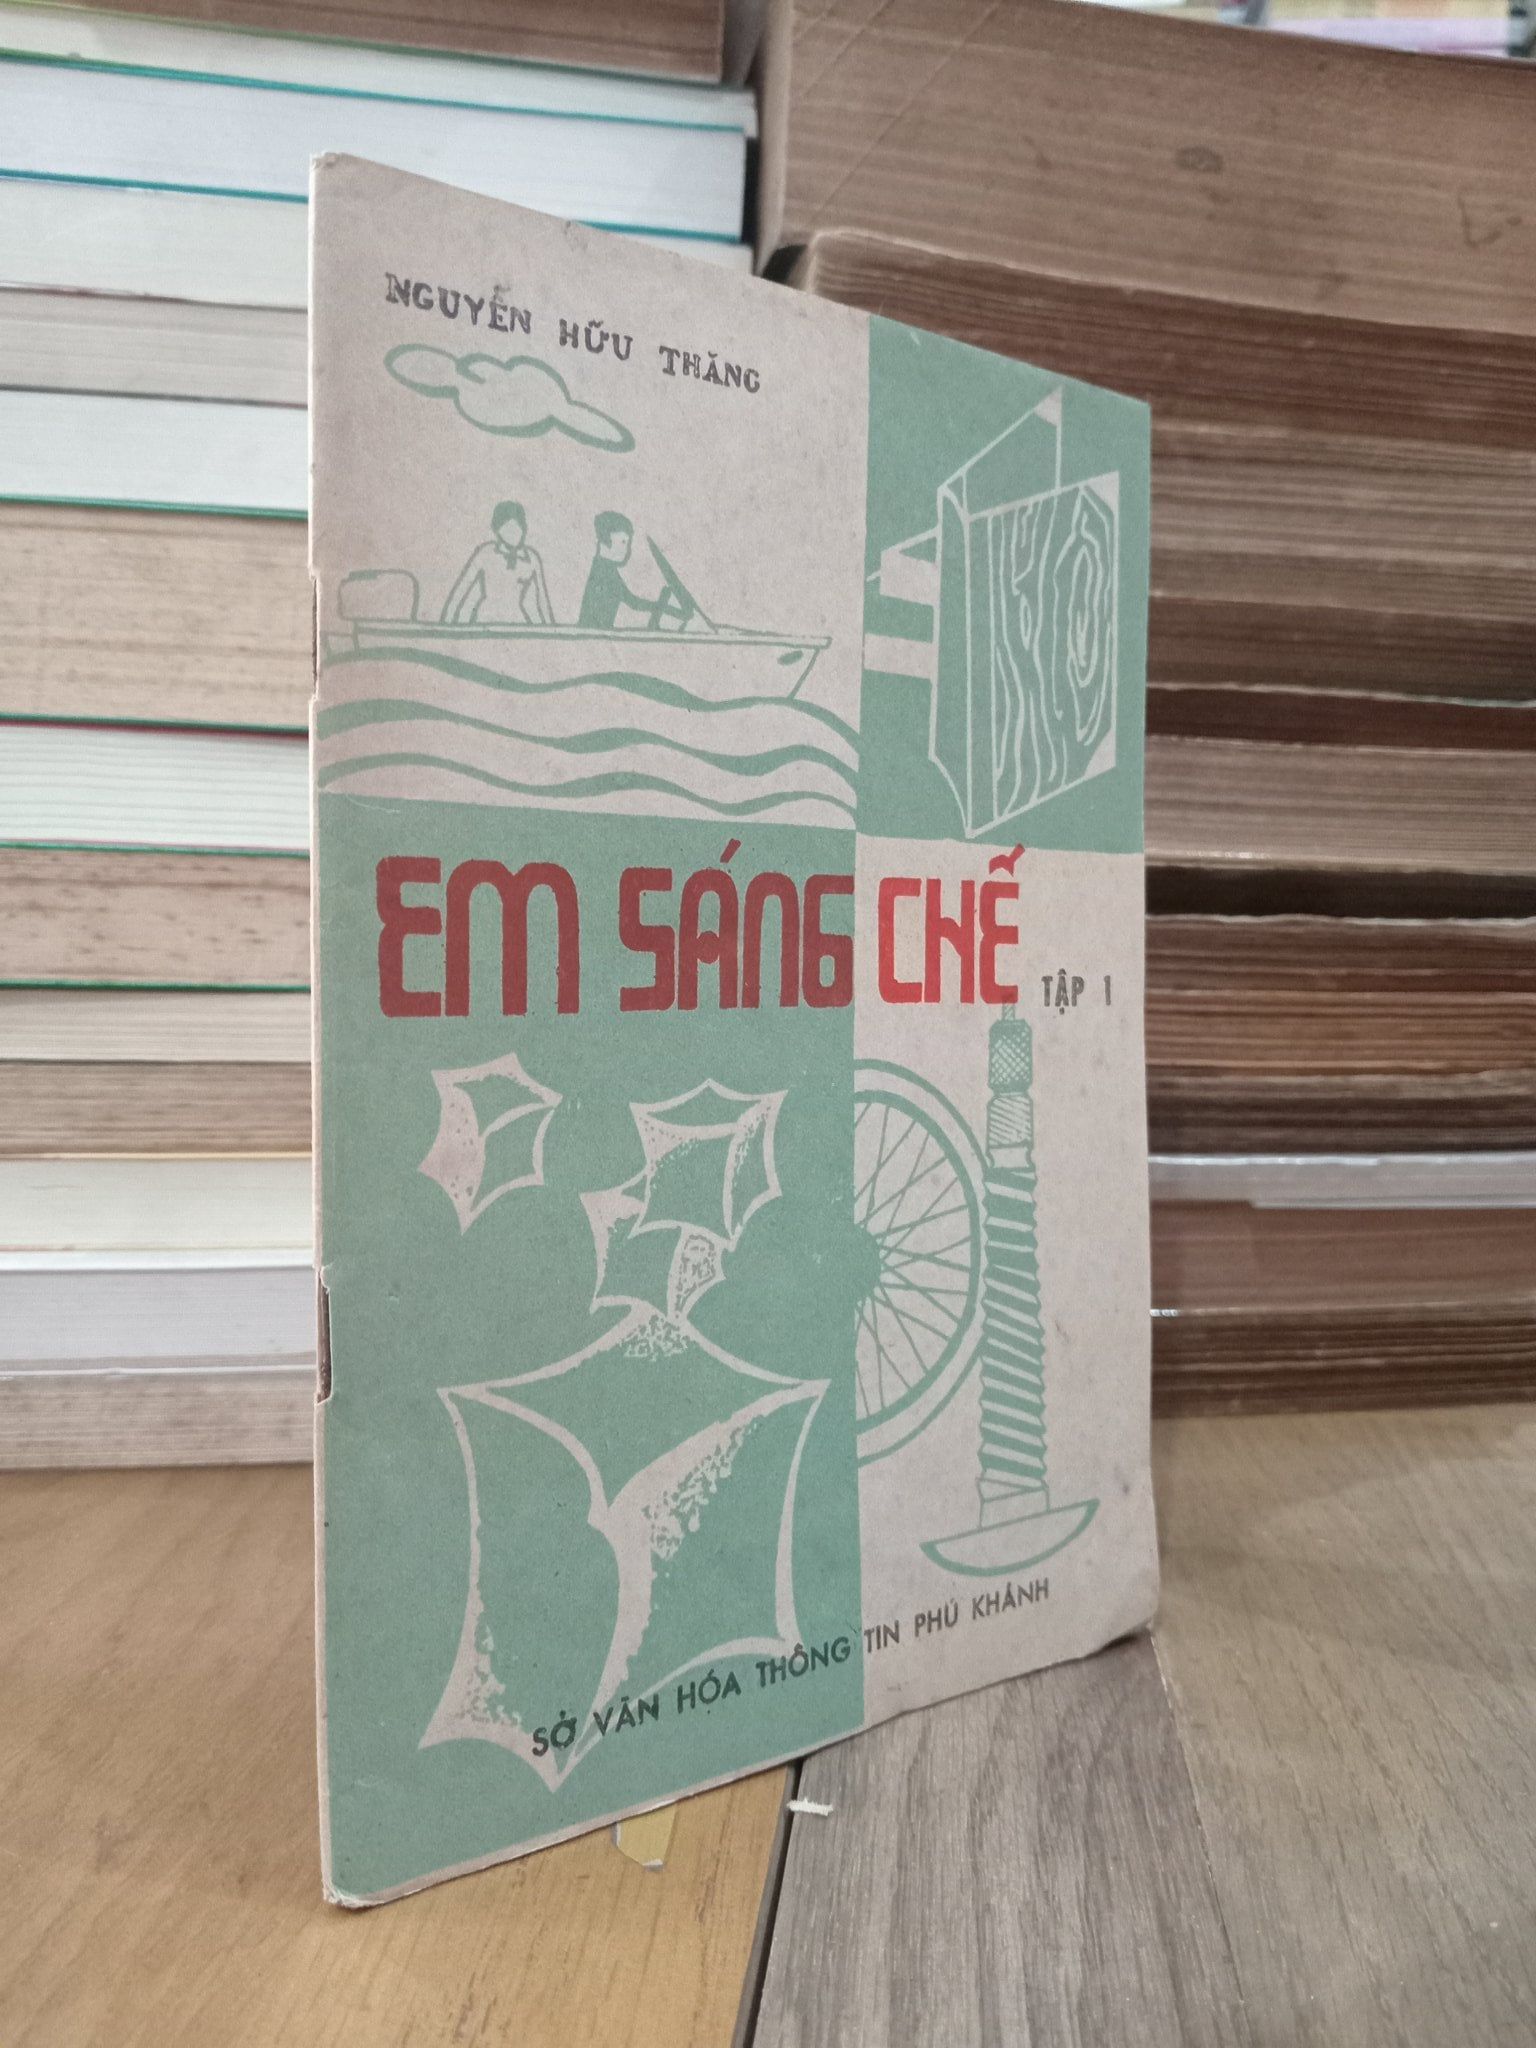 NGUYỄN HỮU THĂNG
EM SÁNG CHẾ
TẬP 1
SỞ VĂN HÓA THÔNG TIN PHÚ KHÁNH